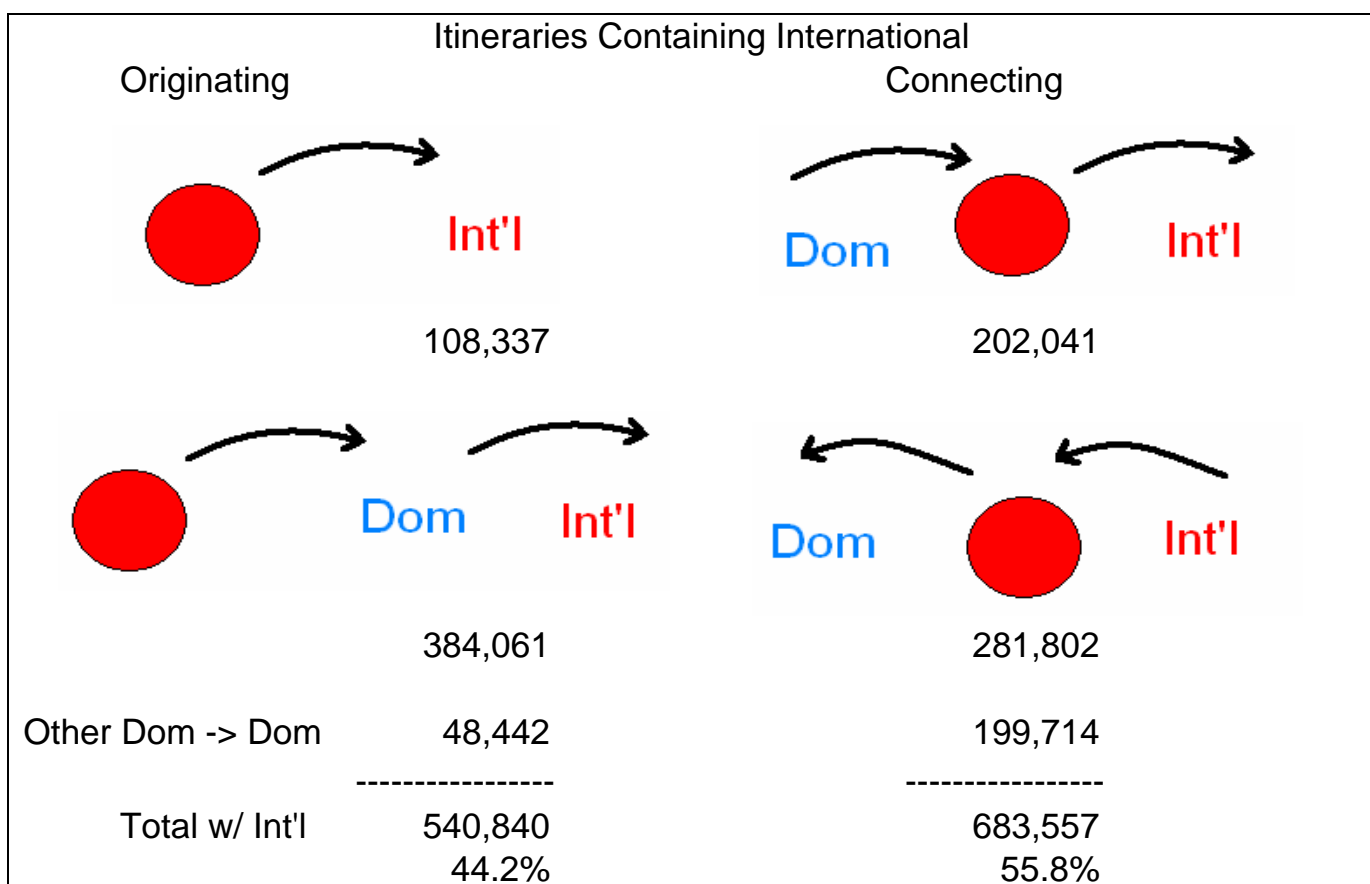 Itineraries Containing International
Originating Connecting
Int'l Dom Int'l
108,337 202,041
Dom Int'l Dom Int'l
384,061 281,802
Other Dom -> Dom 48,442 199,714
----------------- -----------------
Total w/ Int'l 540,840 683,557
44.2% 55.8%